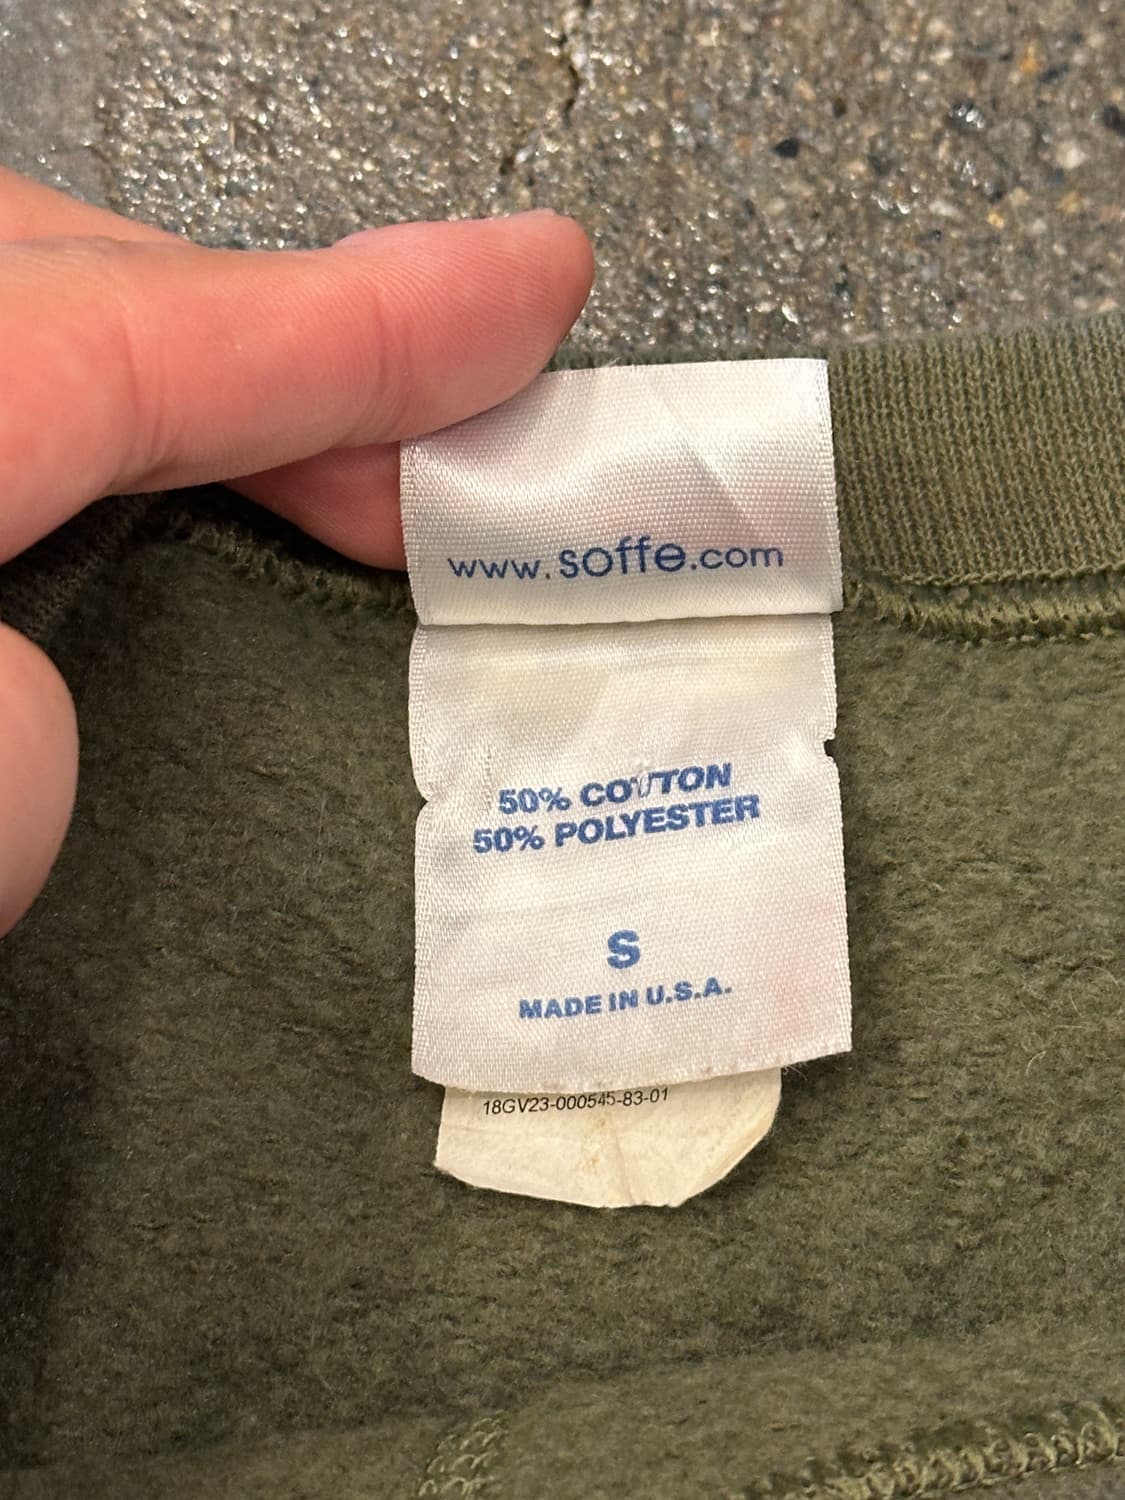 www.soffe.com
50% COTTON
50% POLYESTER
S
MADE IN U.S.A.
18GV23-000545-83-01